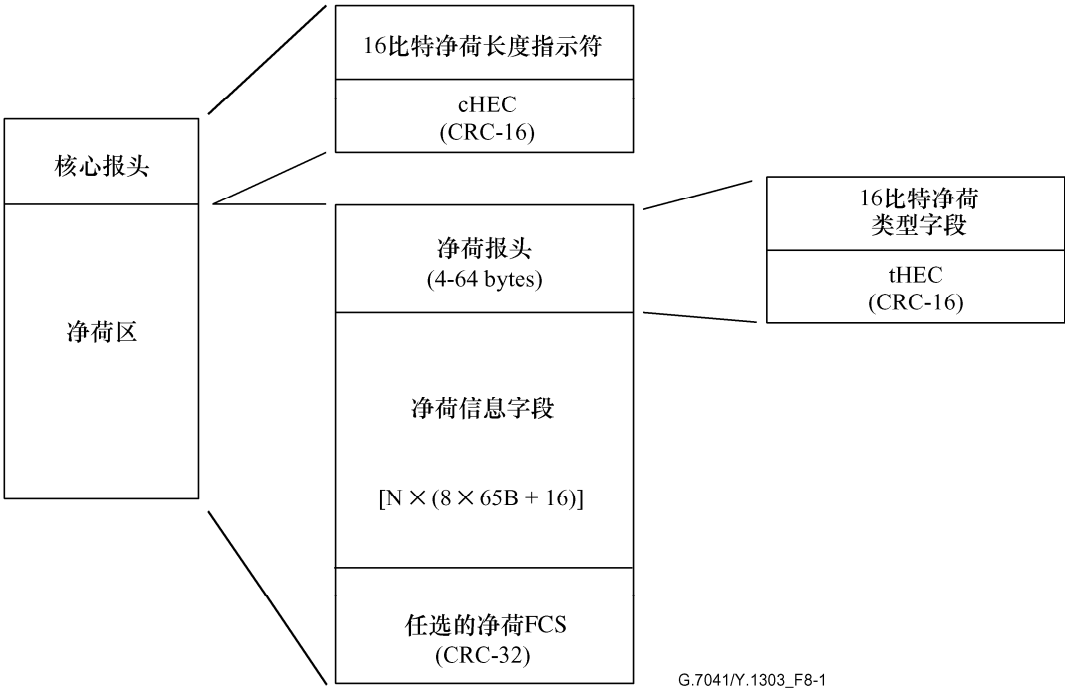 16比特净荷长度指示符
cHEC
(CRC-16)
核心报头
净荷区
净荷报头
(4-64 bytes)
16比特净荷
类型字段
tHEC
(CRC-16)
净荷信息字段
[N × (8 × 65B + 16)]
任选的净荷FCS
(CRC-32)
G.7041/Y.1303_F8-1